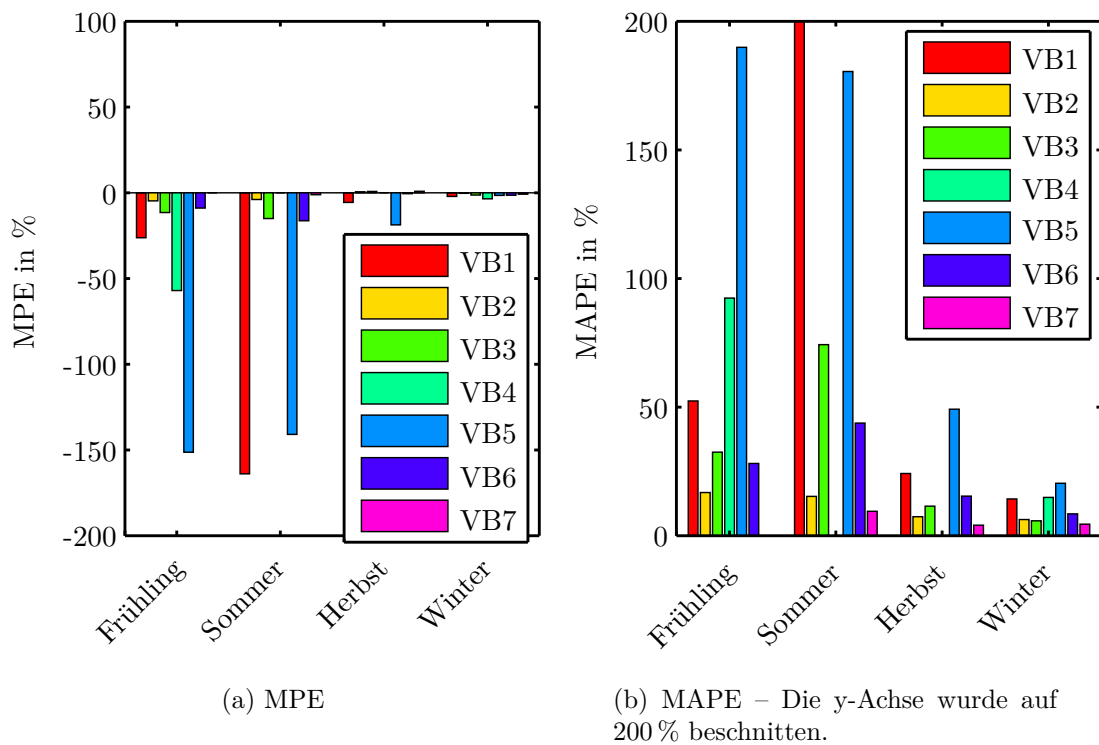 100
50
0
-50
-100
-150
-200
MPE in %
Frühling
Sommer
Herbst
Winter
VB1
VB2
VB3
VB4
VB5
VB6
VB7
(a) MPE
200
150
100
50
0
MAPE in %
Frühling
Sommer
Herbst
Winter
VB1
VB2
VB3
VB4
VB5
VB6
VB7
(b) MAPE – Die y-Achse wurde auf
200 % beschnitten.